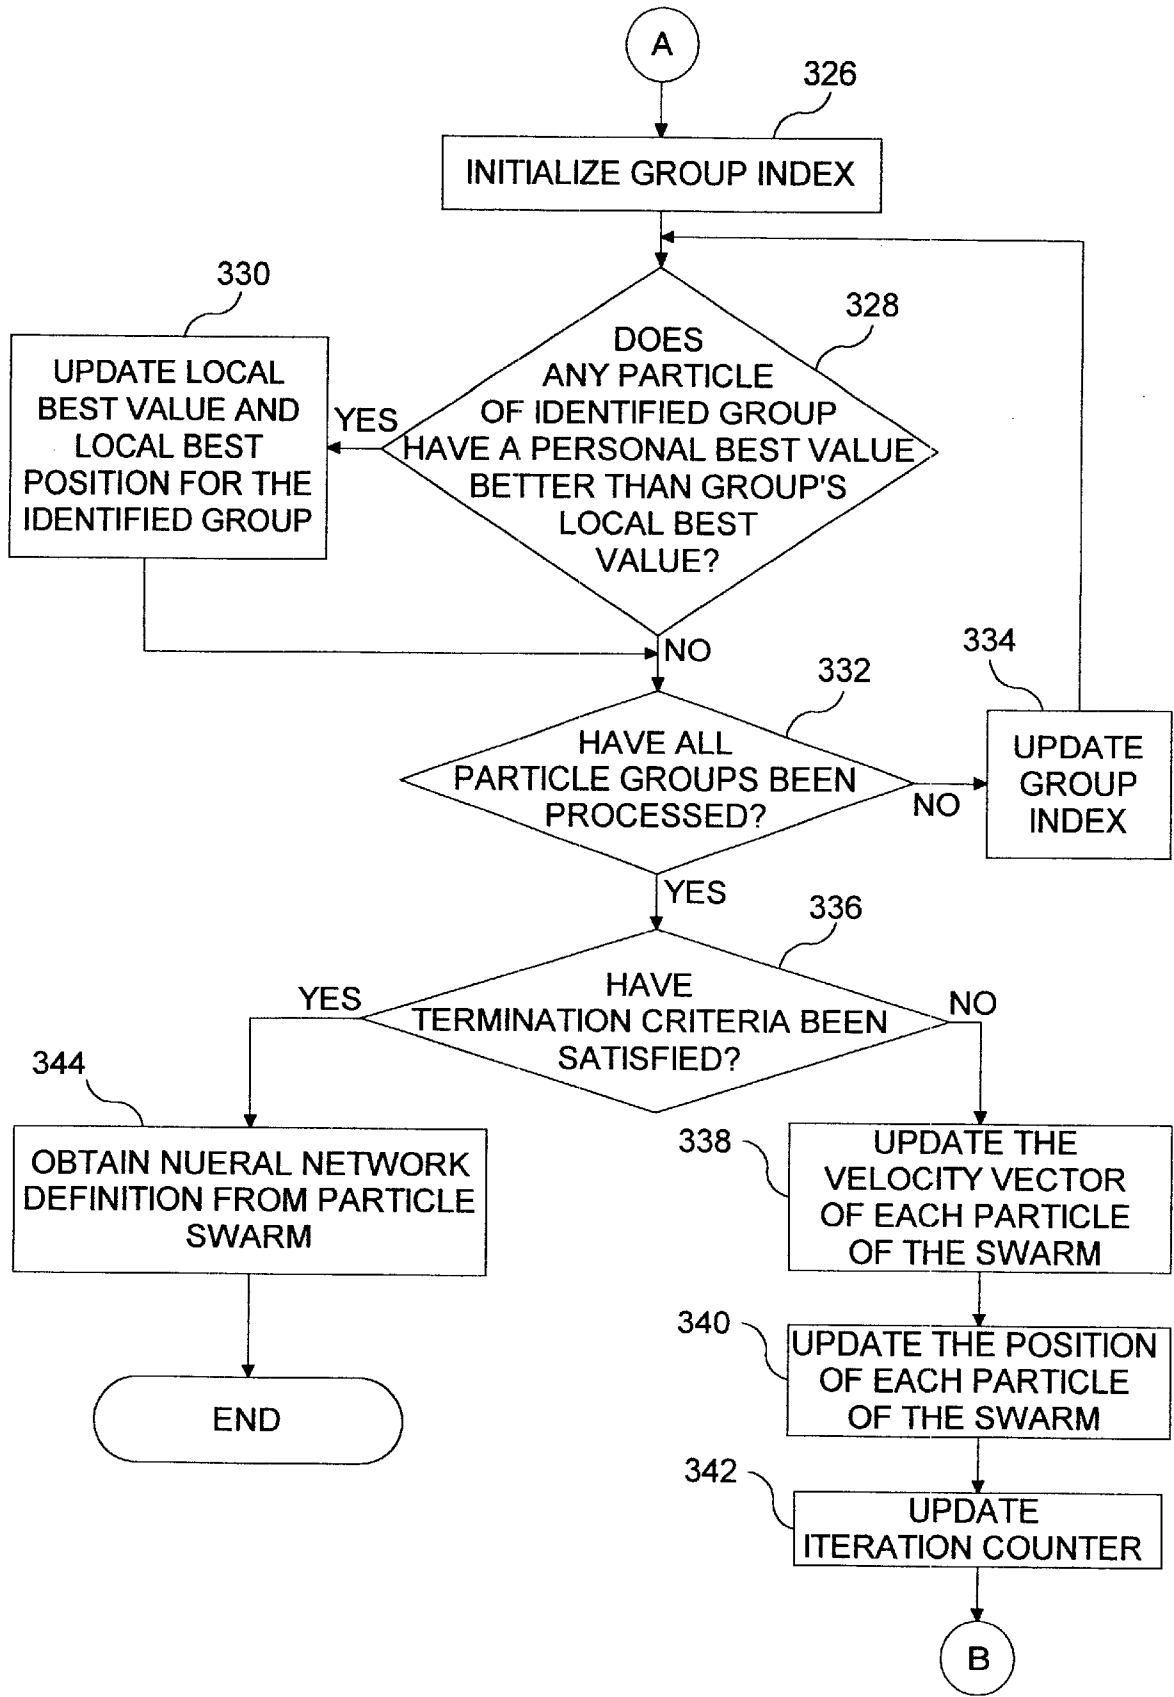 A
326
INITIALIZE GROUP INDEX
330
328
UPDATE LOCAL
BEST VALUE AND
LOCAL BEST
POSITION FOR THE
IDENTIFIED GROUP
YES
DOES
ANY PARTICLE
OF IDENTIFIED GROUP
HAVE A PERSONAL BEST VALUE
BETTER THAN GROUP'S
LOCAL BEST
VALUE?
NO
334
332
HAVE ALL
PARTICLE GROUPS BEEN
PROCESSED?
NO
UPDATE
GROUP
INDEX
YES
336
HAVE
TERMINATION CRITERIA BEEN
SATISFIED?
YES
NO
344
OBTAIN NUERAL NETWORK
DEFINITION FROM PARTICLE
SWARM
338
UPDATE THE
VELOCITY VECTOR
OF EACH PARTICLE
OF THE SWARM
340
UPDATE THE POSITION
OF EACH PARTICLE
OF THE SWARM
END
342
UPDATE
ITERATION COUNTER
B